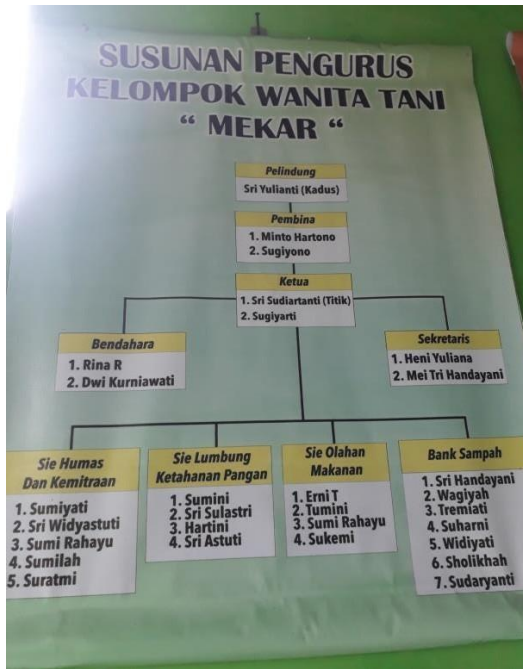 SUSUNAN PENGURUS
KELOMPOK WANITA TANI
“ MEKAR “
Pelindung
Sri Yulianti (Kadus)
Pembina
1. Minto Hartono
2. Sugiyono
Ketua
1. Sri Sudiartanti (Titik)
2. Sugiyarti
Bendahara
1. Rina R
2. Dwi Kurniawati
Sekretaris
1. Heni Yuliana
2. Mei Tri Handayani
Sie Humas
Dan Kemitraan
1. Sumiyati
2. Sri Widyastuti
3. Sumi Rahayu
4. Sumilah
5. Suratmi
Sie Lumbung
Ketahanan Pangan
1. Sumini
2. Sri Sulastri
3. Hartini
4. Sri Astuti
Sie Olahan
Makanan
1. Erni T
2. Tumini
3. Sumi Rahayu
4. Sukemi
Bank Sampah
1. Sri Handayani
2. Wagiyah
3. Tremiati
4. Suharni
5. Widiyati
6. Sholikhah
7. Sudaryanti